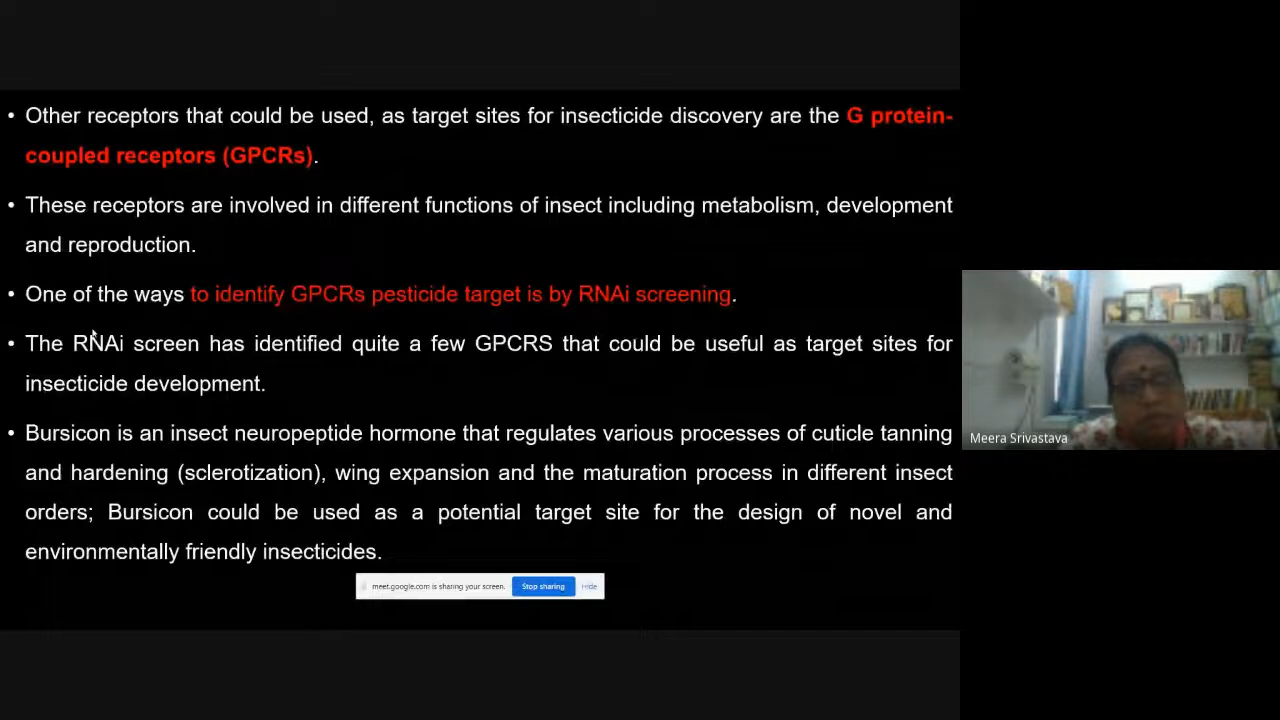 • Other receptors that could be used, as target sites for insecticide discovery are the G protein-
coupled receptors (GPCRs).
• These receptors are involved in different functions of insect including metabolism, development
and reproduction.
• One of the ways to identify GPCRs pesticide target is by RNAi screening.
• The RNAi screen has identified quite a few GPCRS that could be useful as target sites for
insecticide development.
• Bursicon is an insect neuropeptide hormone that regulates various processes of cuticle tanning
and hardening (sclerotization), wing expansion and the maturation process in different insect
orders; Bursicon could be used as a potential target site for the design of novel and
environmentally friendly insecticides.
meet.google.com is sharing your screen. Stop sharing Hide
Meera Srivastava